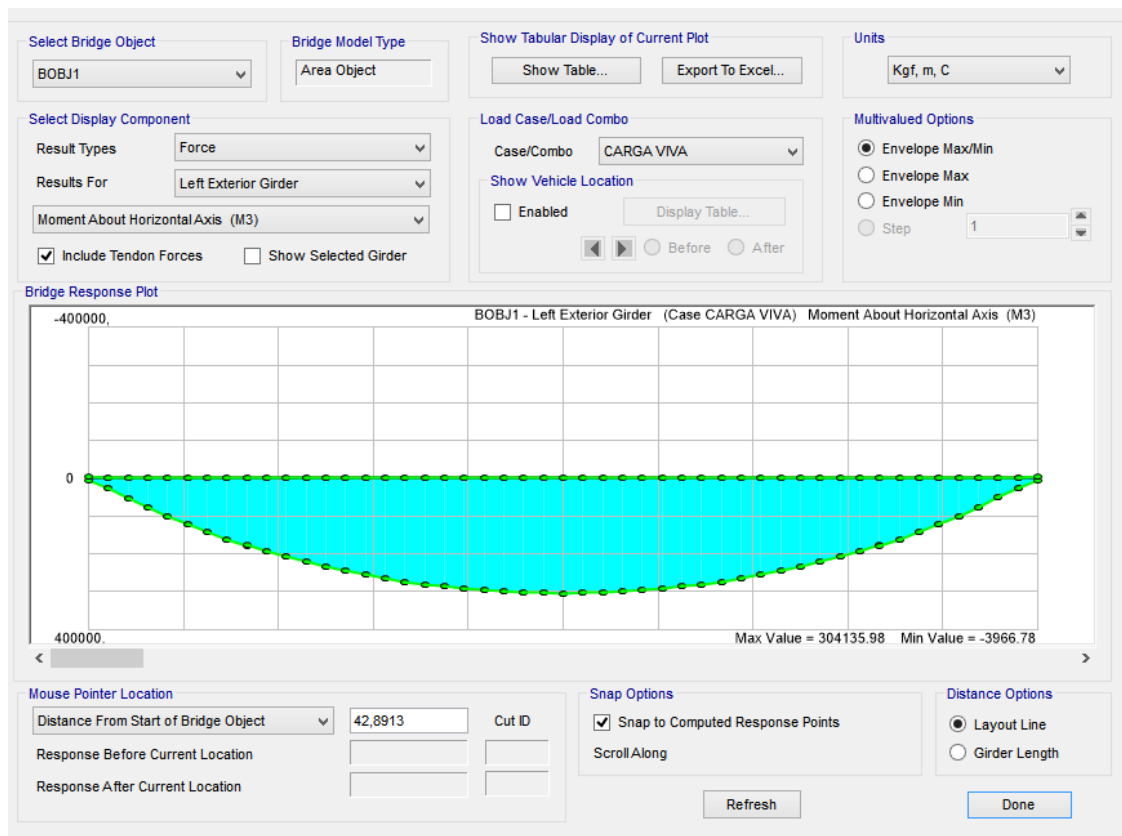 Select Bridge Object
BOBJ1
Bridge Model Type
Area Object
Show Tabular Display of Current Plot
Show Table...
Export To Excel...
Units
Kgf, m, C
Select Display Component
Result Types
Force
Results For
Left Exterior Girder
Moment About Horizontal Axis (M3)
Include Tendon Forces
Show Selected Girder
Load Case/Load Combo
Case/Combo
CARGA VIVA
Show Vehicle Location
Enabled
Display Table...
Before
After
Multivalued Options
Envelope Max/Min
Envelope Max
Envelope Min
Step
1
Bridge Response Plot
-400000,
BOBJ1 - Left Exterior Girder (Case CARGA VIVA) Moment About Horizontal Axis (M3)
0
400000.
Max Value = 304135.98 Min Value = -3966.78
Mouse Pointer Location
Distance From Start of Bridge Object
42,8913
Cut ID
Response Before Current Location
Response After Current Location
Snap Options
Snap to Computed Response Points
Scroll Along
Distance Options
Layout Line
Girder Length
Refresh
Done